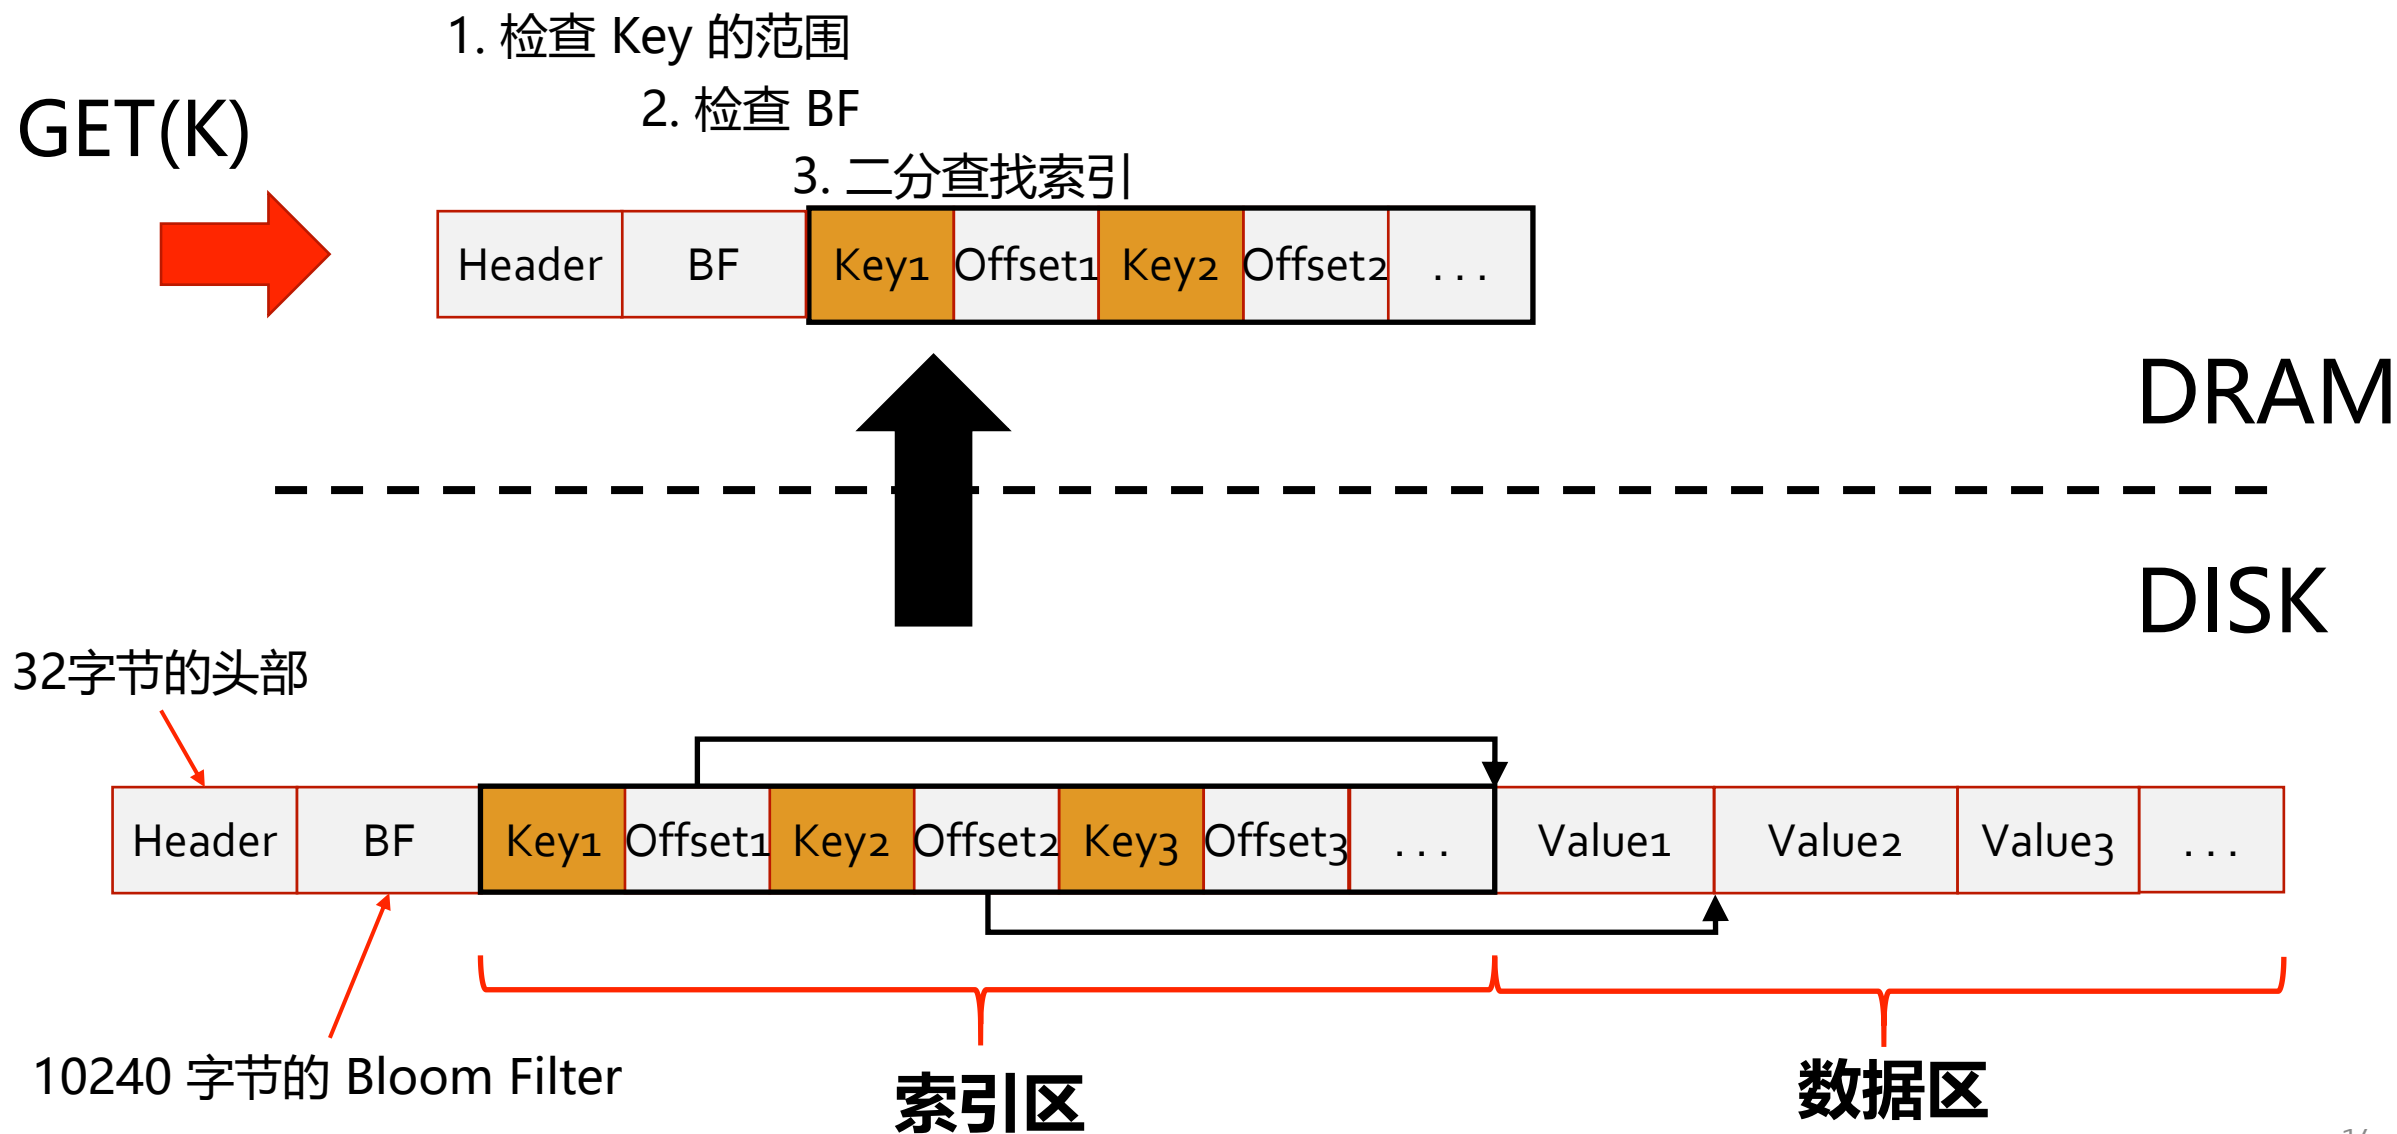 1. 检查 Key 的范围
GET(K)
2. 检查 BF
3. 二分查找索引
Header BF Key1 Offset1 Key2 Offset2 ...
DRAM
DISK
32字节的头部
Header BF Key1 Offset1 Key2 Offset2 Key3 Offset3 ... Value1 Value2 Value3 ...
10240 字节的 Bloom Filter
索引区
数据区